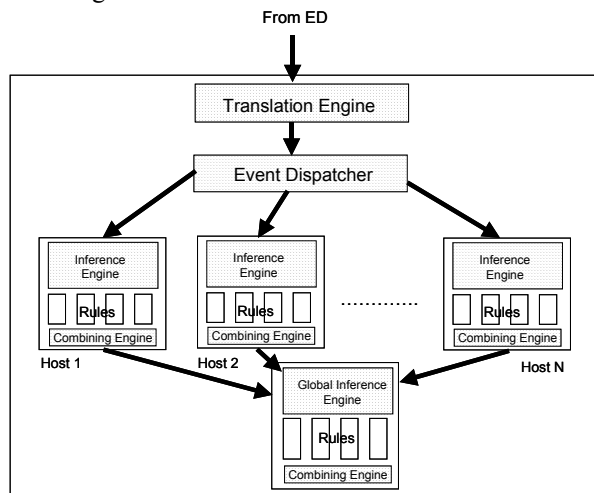 From ED
Translation Engine
Event Dispatcher
Inference
Engine
Rules
Combining Engine
Host 1
Inference
Engine
Rules
Combining Engine
Host 2
.............
Inference
Engine
Rules
Combining Engine
Host N
Global Inference
Engine
Rules
Combining Engine